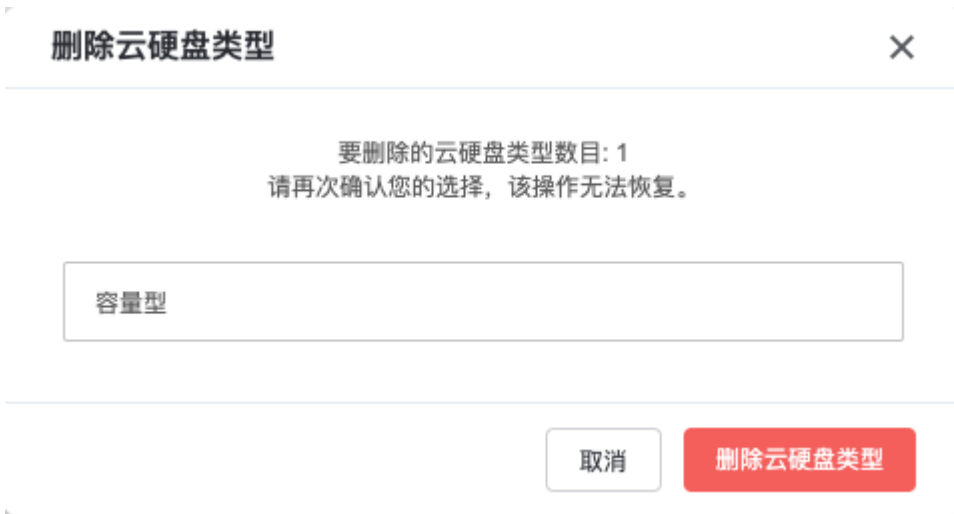 删除云硬盘类型
要删除的云硬盘类型数目: 1
请再次确认您的选择，该操作无法恢复。
容量型
取消
删除云硬盘类型